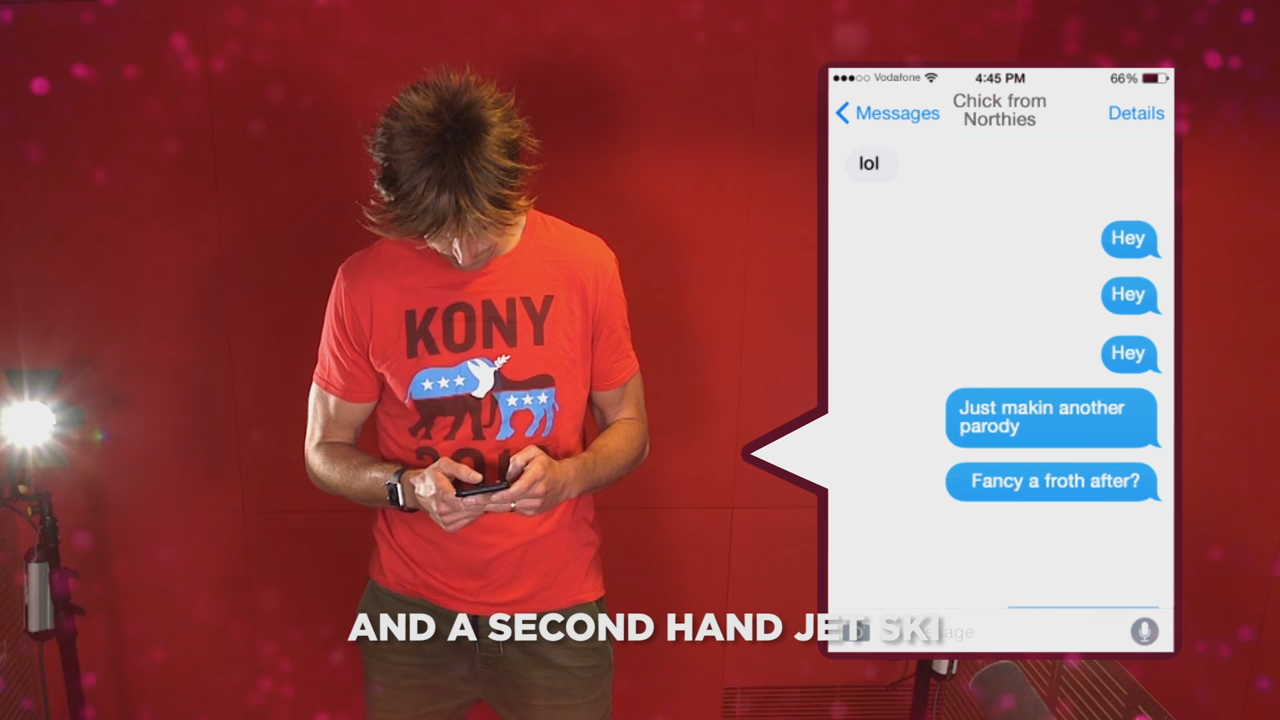 Vodafone 4:45 PM 66%
Messages
Chick from
Northies
Details
lol
Hey
Hey
Hey
Just makin another
parody
Fancy a froth after?
KONY
AND A SECOND HAND JET SKI